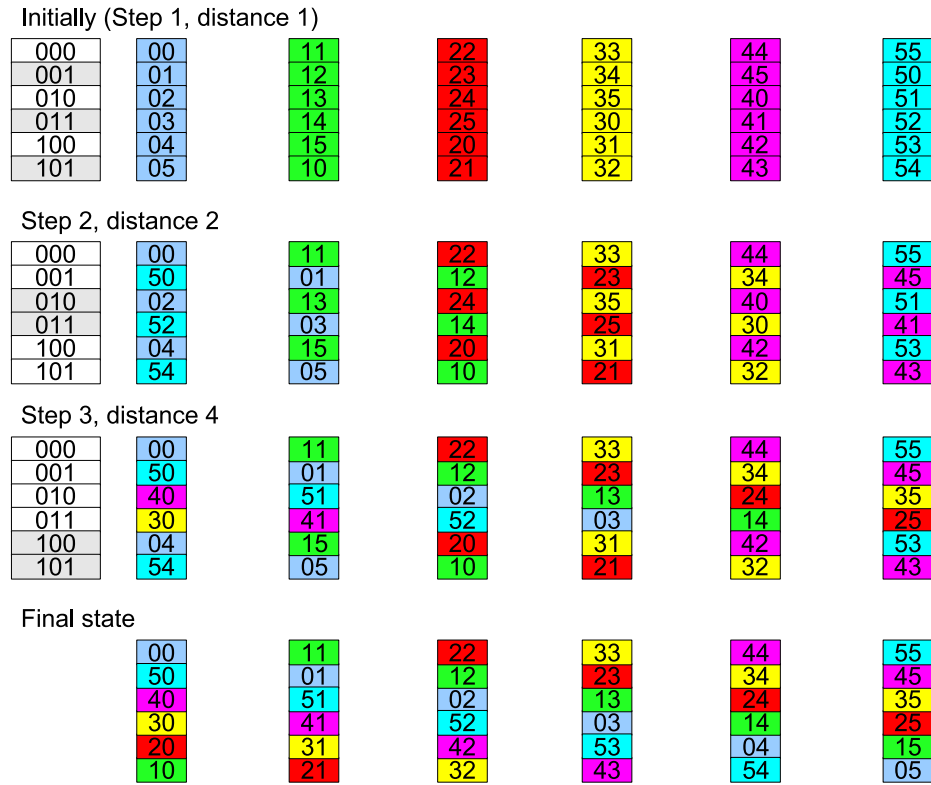 Initially (Step 1, distance 1)
000 00 11 22 33 44 55
001 01 12 23 34 45 50
010 02 13 24 35 40 51
011 03 14 25 30 41 52
100 04 15 20 31 42 53
101 05 10 21 32 43 54
Step 2, distance 2
000 00 11 22 33 44 55
001 50 01 12 23 34 45
010 02 13 24 35 40 51
011 52 03 14 25 30 41
100 04 15 20 31 42 53
101 54 05 10 21 32 43
Step 3, distance 4
000 00 11 22 33 44 55
001 50 01 12 23 34 45
010 40 51 02 13 24 35
011 30 41 52 03 14 25
100 04 15 20 31 42 53
101 54 05 10 21 32 43
Final state
00 11 22 33 44 55
50 01 12 23 34 45
40 51 02 13 24 35
30 41 52 03 14 25
20 31 42 53 04 15
10 21 32 43 54 05